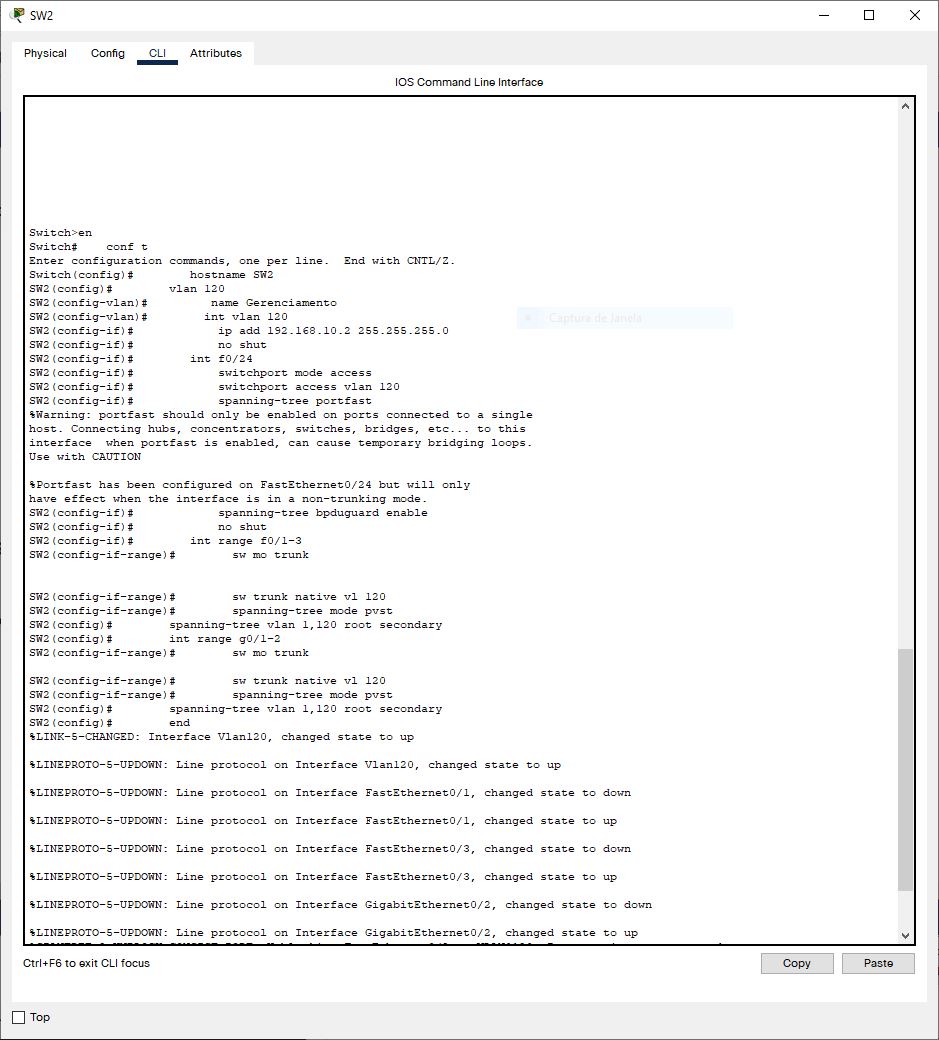 SW2
Physical Config CLI Attributes
IOS Command Line Interface
Switch>en
Switch# conf t
Enter configuration commands, one per line. End with CNTL/Z.
Switch(config)# hostname SW2
SW2(config)# vlan 120
SW2(config-vlan)# name Gerenciamento
SW2(config-vlan)# int vlan 120
Captura de Janela
SW2(config-if)# ip add 192.168.10.2 255.255.255.0
SW2(config-if)# no shut
SW2(config-if)# int f0/24
SW2(config-if)# switchport mode access
SW2(config-if)# switchport access vlan 120
SW2(config-if)# spanning-tree portfast
%Warning: portfast should only be enabled on ports connected to a single
host. Connecting hubs, concentrators, switches, bridges, etc... to this
interface when portfast is enabled, can cause temporary bridging loops.
Use with CAUTION
%Portfast has been configured on FastEthernet0/24 but will only
have effect when the interface is in a non-trunking mode.
SW2(config-if)# spanning-tree bpduguard enable
SW2(config-if)# no shut
SW2(config-if)# int range f0/1-3
SW2(config-if-range)# sw mo trunk
SW2(config-if-range)# sw trunk native vl 120
SW2(config-if-range)# spanning-tree mode pvst
SW2(config)# spanning-tree vlan 1,120 root secondary
SW2(config)# int range g0/1-2
SW2(config-if-range)# sw mo trunk
SW2(config-if-range)# sw trunk native vl 120
SW2(config-if-range)# spanning-tree mode pvst
SW2(config)# spanning-tree vlan 1,120 root secondary
SW2(config)# end
%LINK-5-CHANGED: Interface Vlan120, changed state to up
%LINEPROTO-5-UPDOWN: Line protocol on Interface Vlan120, changed state to up
%LINEPROTO-5-UPDOWN: Line protocol on Interface FastEthernet0/1, changed state to down
%LINEPROTO-5-UPDOWN: Line protocol on Interface FastEthernet0/1, changed state to up
%LINEPROTO-5-UPDOWN: Line protocol on Interface FastEthernet0/3, changed state to down
%LINEPROTO-5-UPDOWN: Line protocol on Interface FastEthernet0/3, changed state to up
%LINEPROTO-5-UPDOWN: Line protocol on Interface GigabitEthernet0/2, changed state to down
%LINEPROTO-5-UPDOWN: Line protocol on Interface GigabitEthernet0/2, changed state to up
Ctrl+F6 to exit CLI focus
Copy
Paste
Top